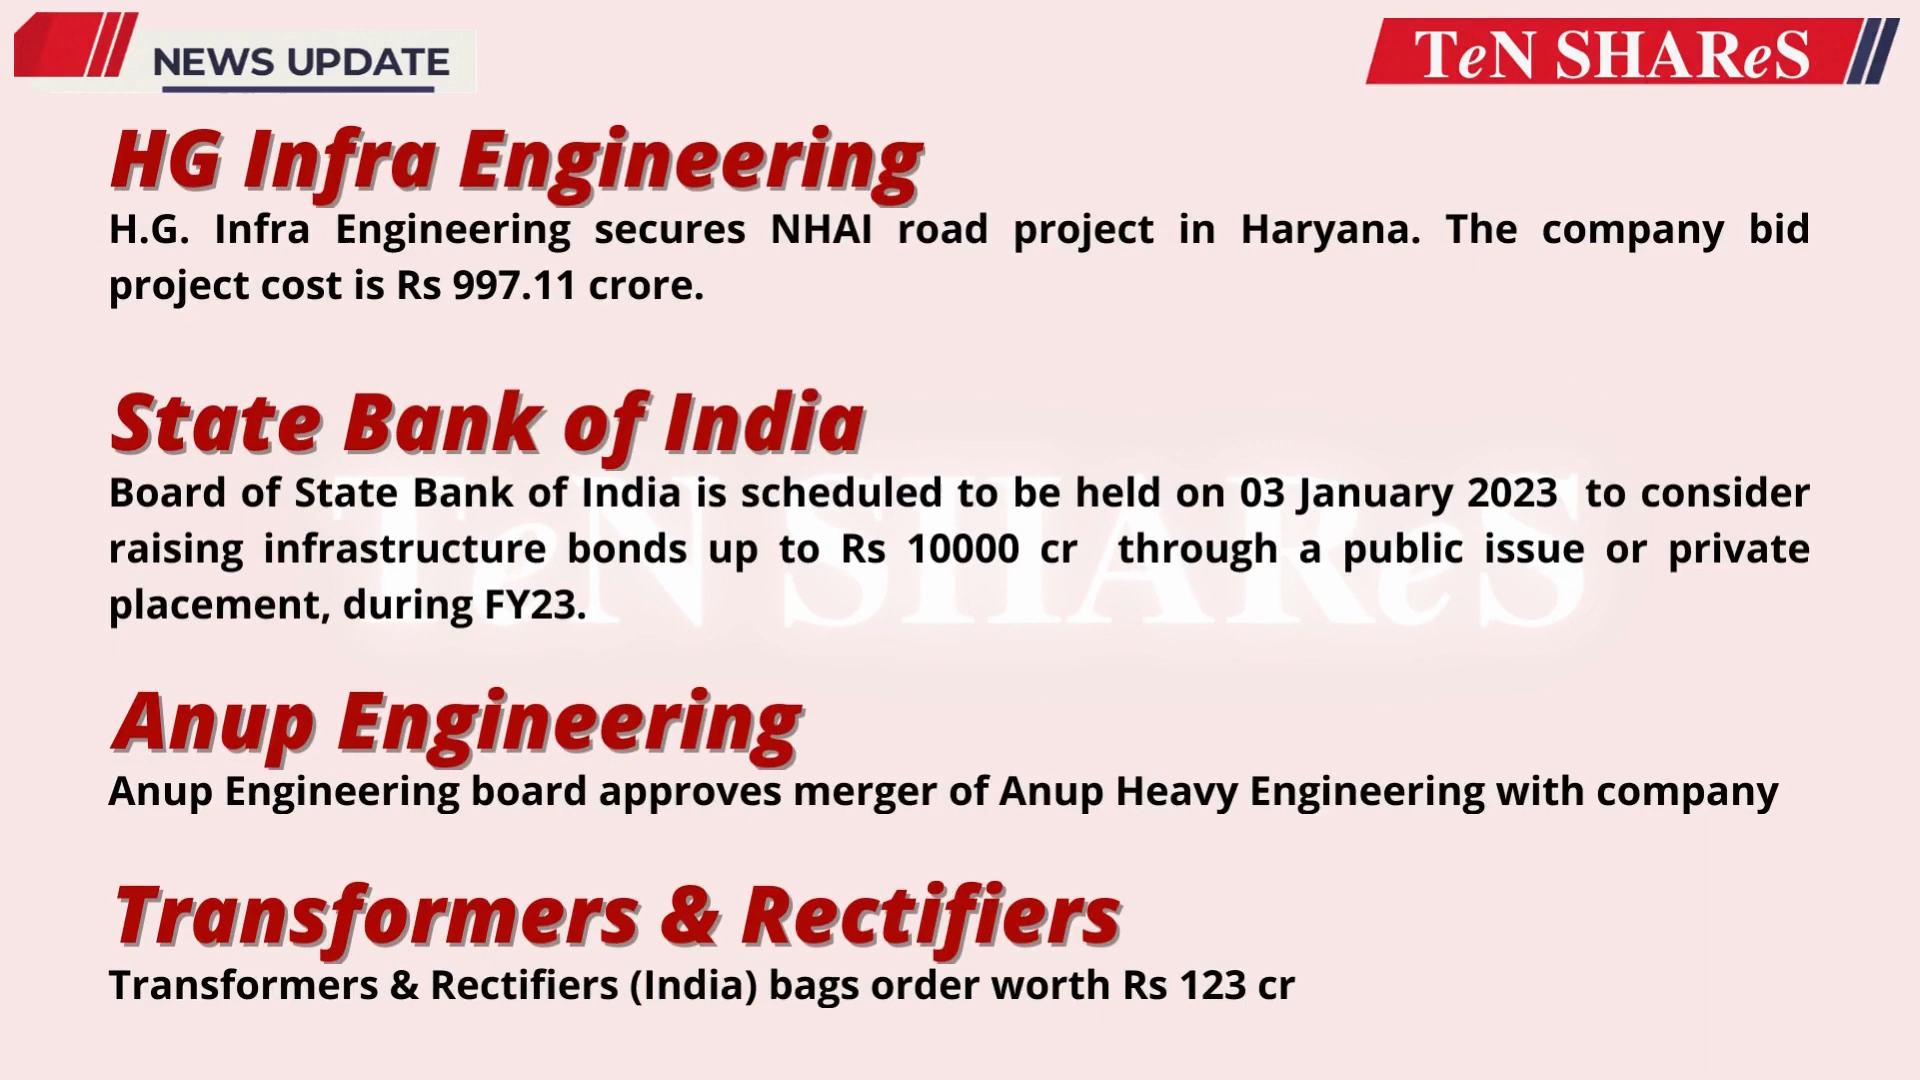 NEWS UPDATE
TeN SHAReS
HG Infra Engineering
H.G. Infra Engineering secures NHAI road project in Haryana. The company bid
project cost is Rs 997.11 crore.
State Bank of India
Board of State Bank of India is scheduled to be held on 03 January 2023 to consider
raising infrastructure bonds up to Rs 10000 cr through a public issue or private
placement, during FY23.
TeN SHAReS
Anup Engineering
Anup Engineering board approves merger of Anup Heavy Engineering with company
Transformers & Rectifiers
Transformers & Rectifiers (India) bags order worth Rs 123 cr